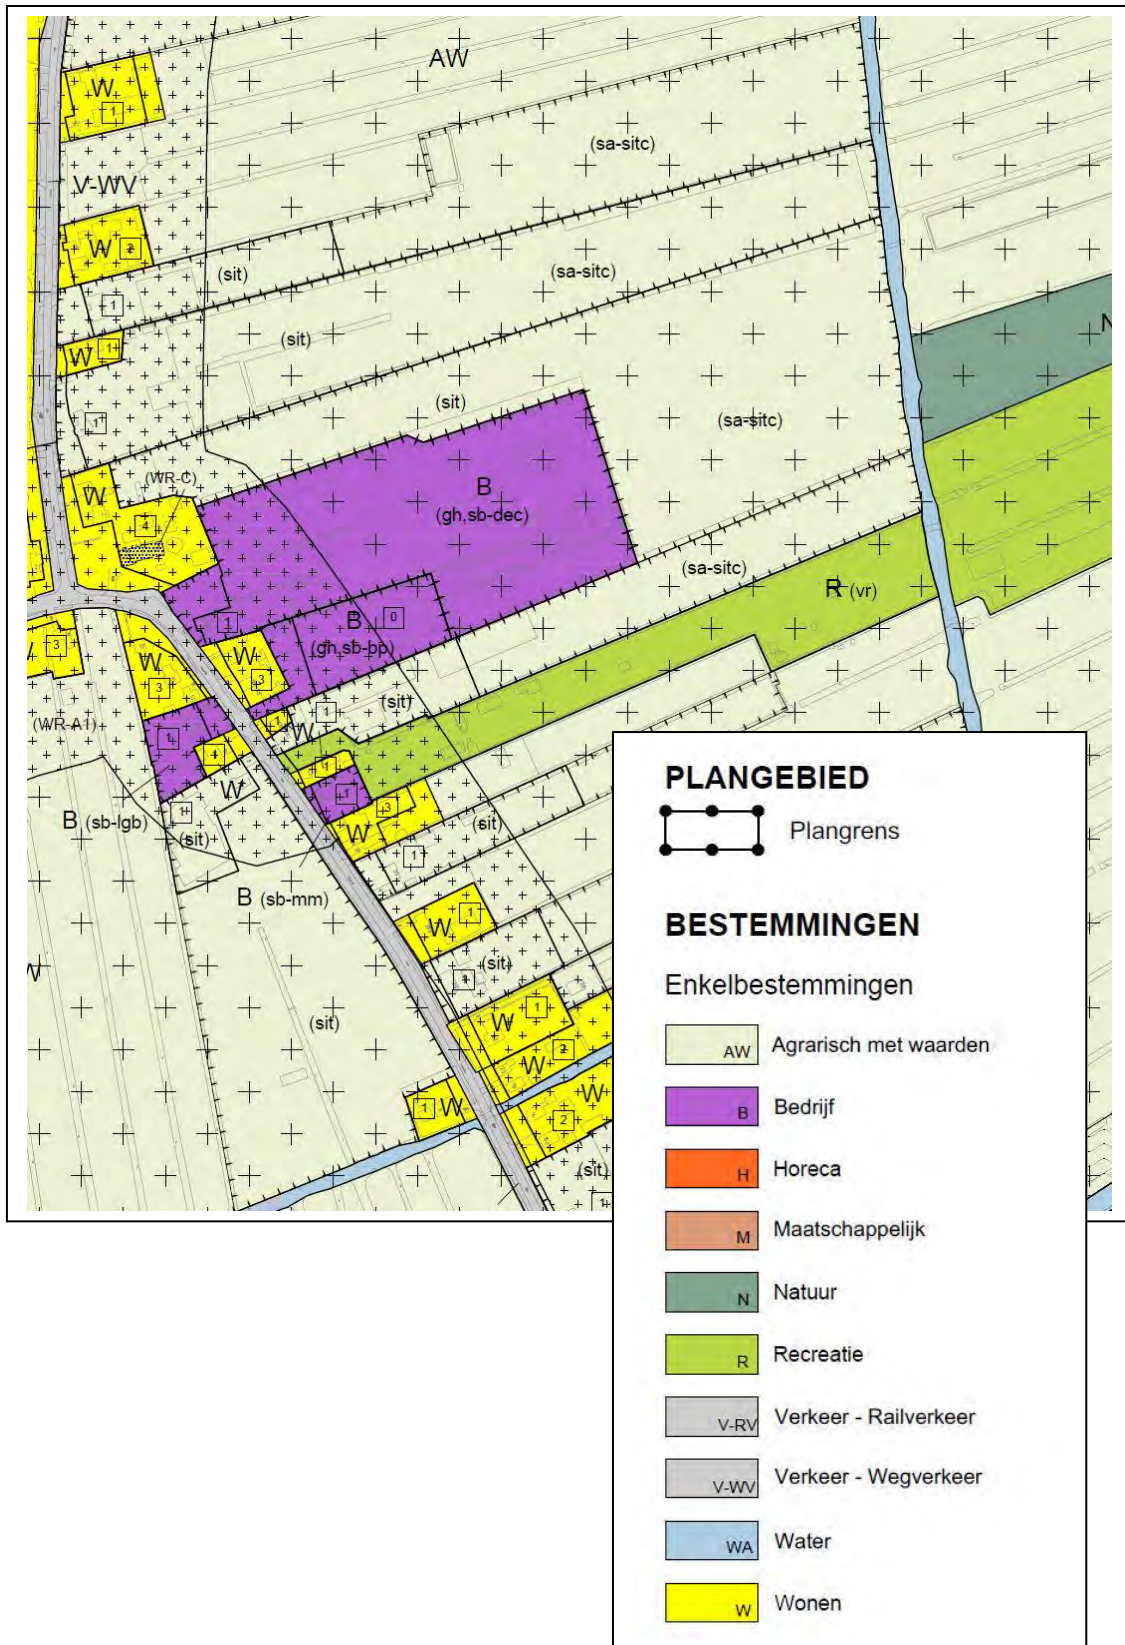 AW
W
1
(sa-sitc)
V-WV
W
2
(sit)
(sa-sitc)
1
(sit)
W
1
N
(sit)
1
(sa-sitc)
(WR-C)
W
B
(gh,sb-dec)
4
(sa-sitc)
R (vr)
1
B
0
(gh,sb-bp)
3
W
W
3
3
(sit)
1
1
W
(WR-A1)
1
1
1
W
1
B (sb-lgb)
1
(sit)
3
W
(sit)
1
B (sb-mm)
1
W
(sit)
W
(sit)
1
W
2
W
1
W
W
2
(sit)
1
PLANGEBIED
Plangrens
BESTEMMINGEN
Enkelbestemmingen
AW Agrarisch met waarden
B Bedrijf
H Horeca
M Maatschappelijk
N Natuur
R Recreatie
V-RV Verkeer - Railverkeer
V-WV Verkeer - Wegverkeer
WA Water
W Wonen